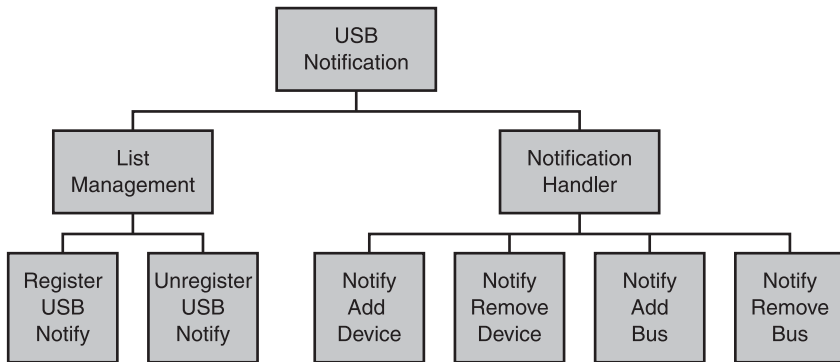 USB
Notification
List
Management
Notification
Handler
Register
USB
Notify
Unregister
USB
Notify
Notify
Add
Device
Notify
Remove
Device
Notify
Add
Bus
Notify
Remove
Bus